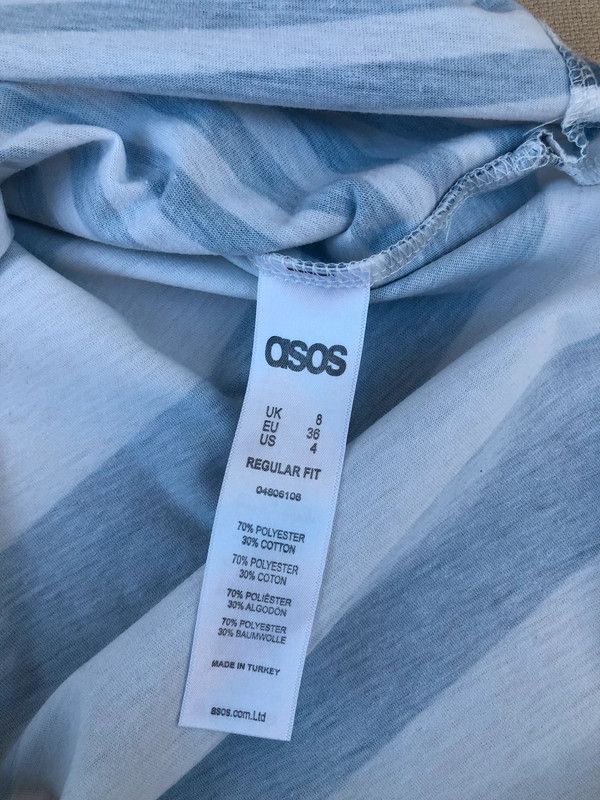 asos
UK 8
EU 36
US 4
REGULAR FIT
04806106
70% POLYESTER
30% COTTON
70% POLYESTER
30% COTON
70% POLIÉSTER
30% ALGODÓN
70% POLYESTER
30% BAUMWOLLE
MADE IN TURKEY
asos.com.Ltd